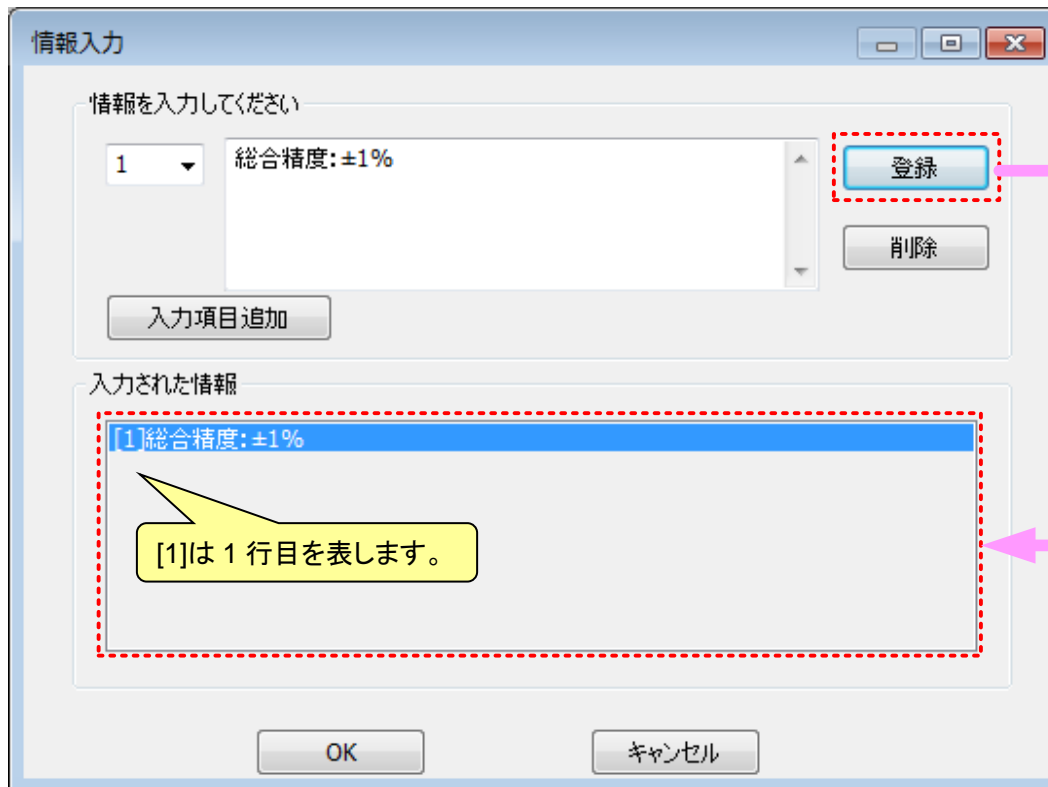 情報入力
情報を入力してください
1
総合精度:±1%
登録
削除
入力項目追加
入力された情報
[1]総合精度:±1%
[1]は 1 行目を表します。
OK
キャンセル